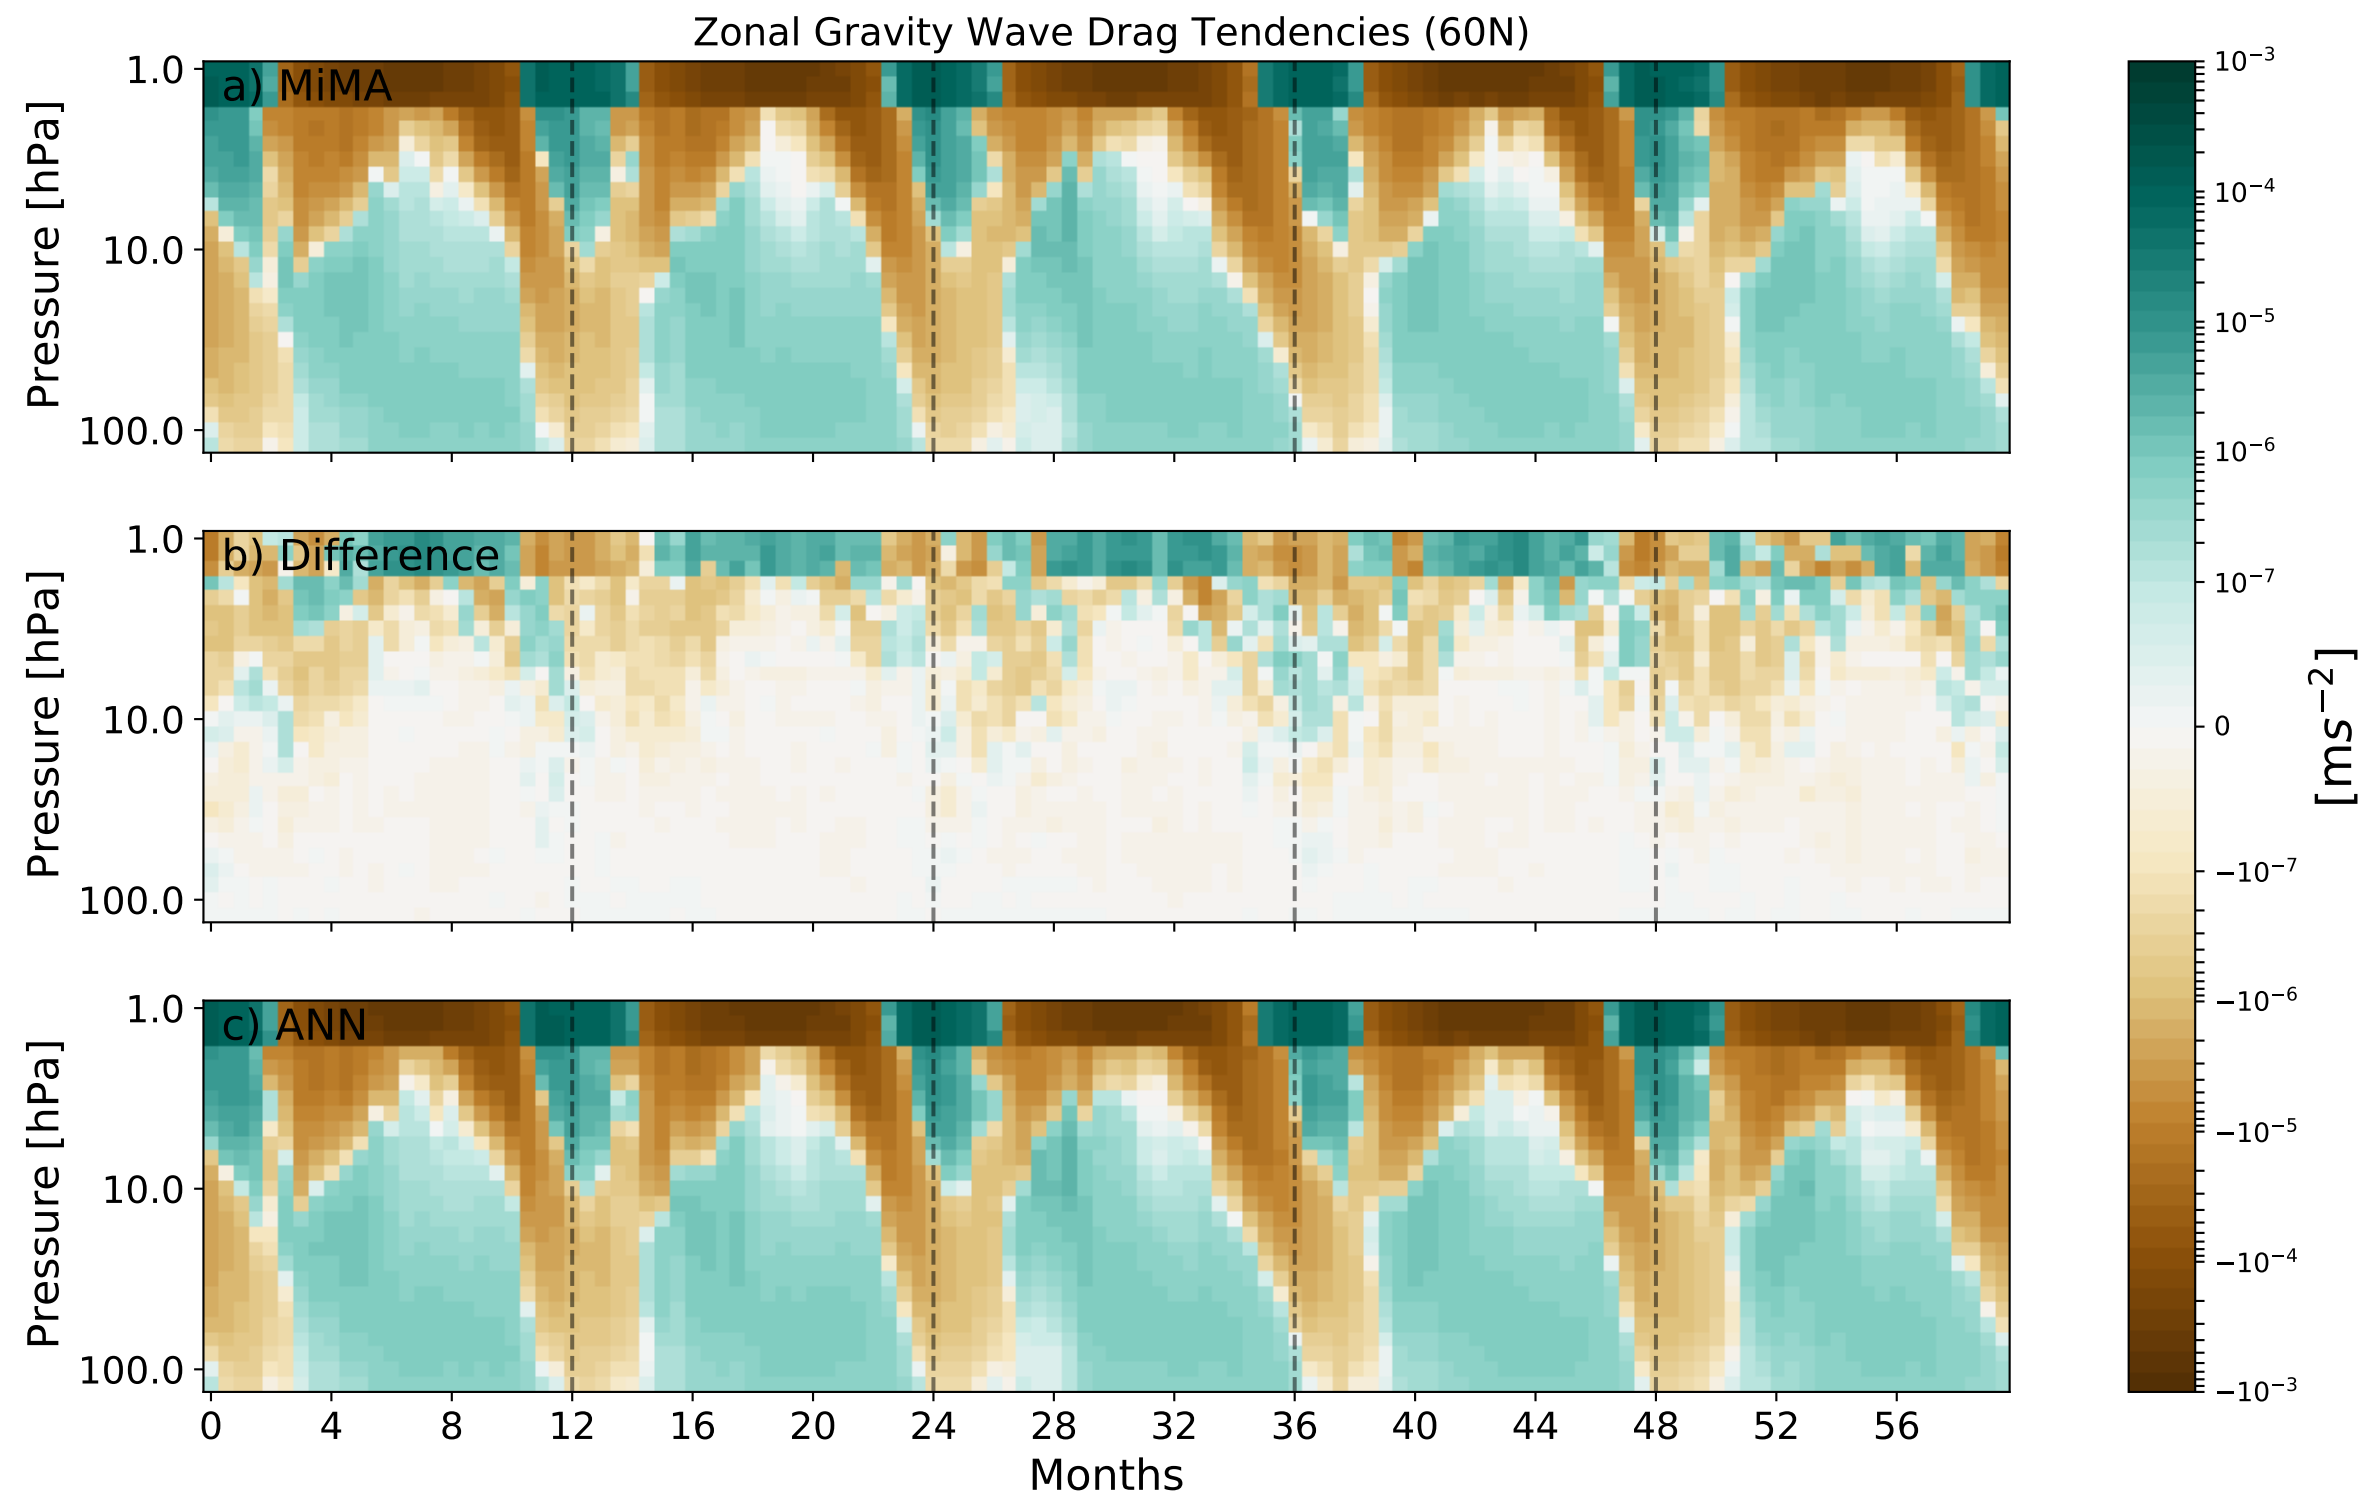 Zonal Gravity Wave Drag Tendencies (60N)
a) MiMA
Pressure [hPa]
1.0
10.0
100.0
b) Difference
Pressure [hPa]
1.0
10.0
100.0
c) ANN
Pressure [hPa]
1.0
10.0
100.0
0 4 8 12 16 20 24 28 32 36 40 44 48 52 56
Months
10⁻³
10⁻⁴
10⁻⁵
10⁻⁶
10⁻⁷
0
−10⁻⁷
−10⁻⁶
−10⁻⁵
−10⁻⁴
−10⁻³
[ms⁻²]